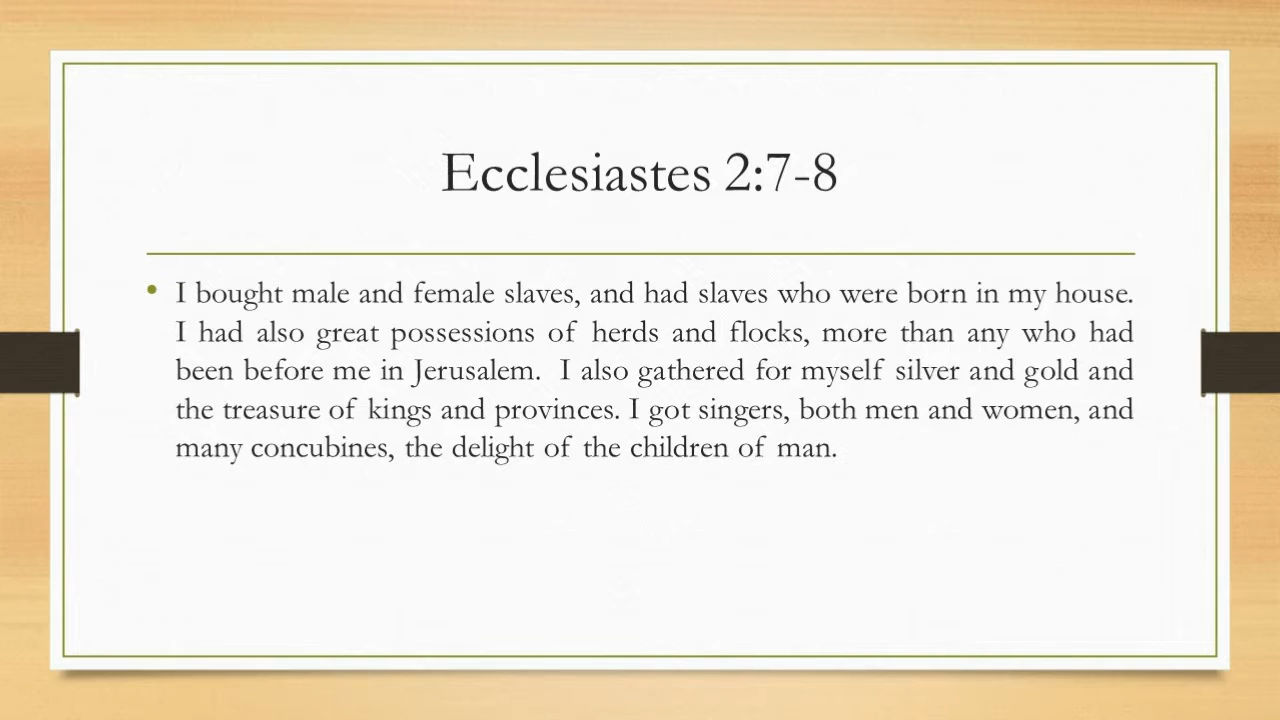 Ecclesiastes 2:7-8
• I bought male and female slaves, and had slaves who were born in my house.
I had also great possessions of herds and flocks, more than any who had
been before me in Jerusalem.  I also gathered for myself silver and gold and
the treasure of kings and provinces. I got singers, both men and women, and
many concubines, the delight of the children of man.